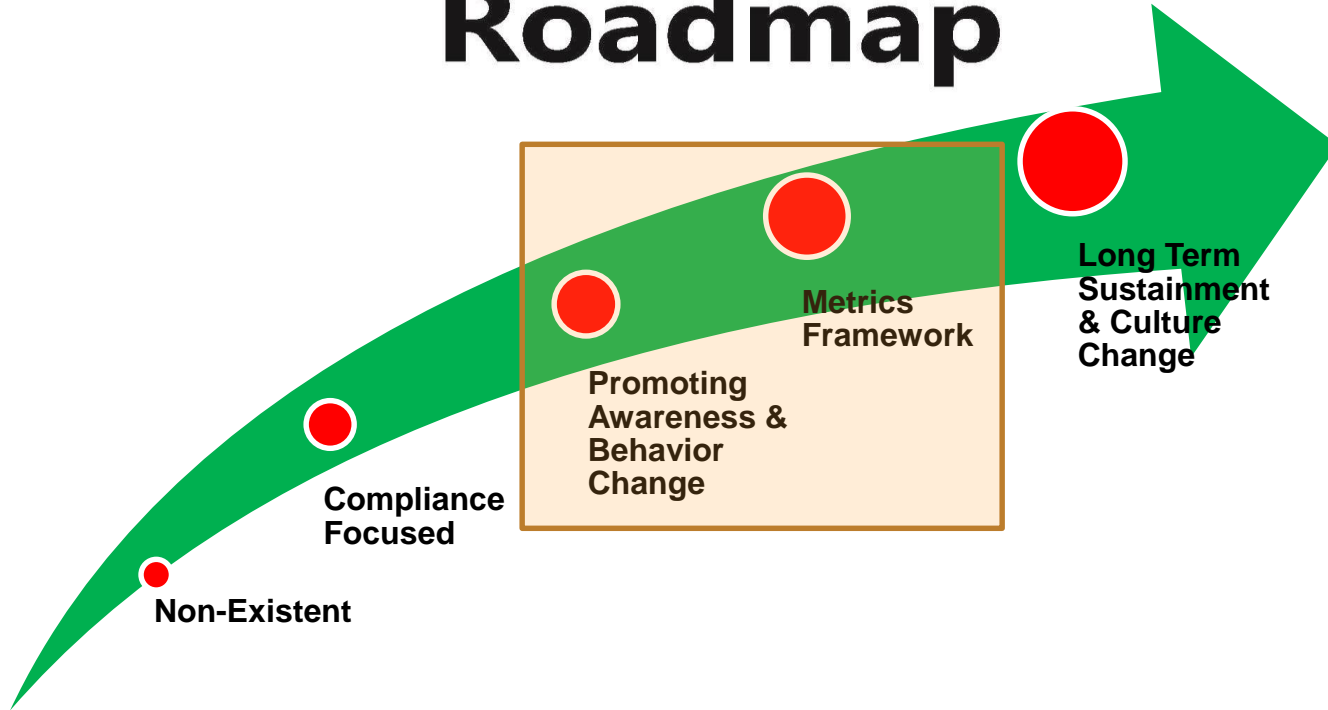 Roadmap
Non-Existent
Compliance
Focused
Promoting
Awareness &
Behavior
Change
Metrics
Framework
Long Term
Sustainment
& Culture
Change